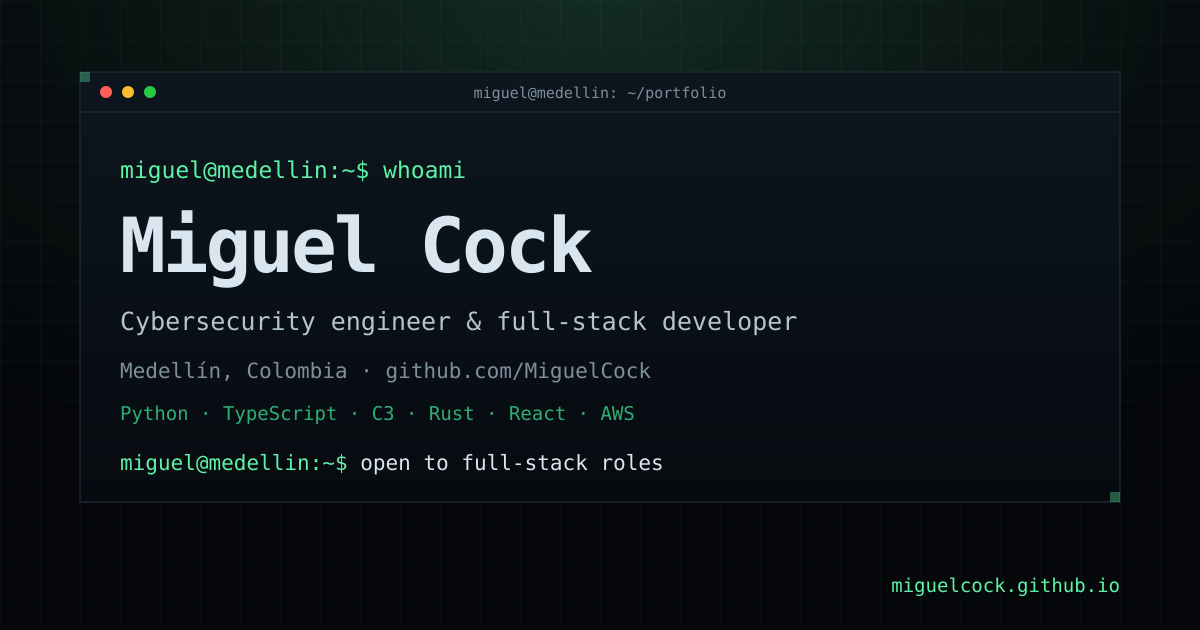 miguel@medellin: ~/portfolio
miguel@medellin:~$ whoami
Miguel Cock
Cybersecurity engineer & full-stack developer
Medellín, Colombia · github.com/MiguelCock
Python · TypeScript · C3 · Rust · React · AWS
miguel@medellin:~$ open to full-stack roles
miguelcock.github.io